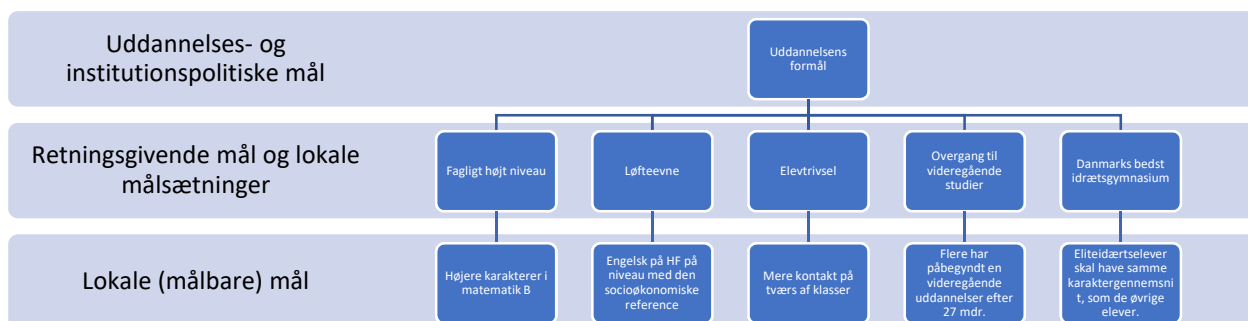 Uddannelses- og
institutionspolitiske mål
Uddannelsens
formål
Retningsgivende mål og lokale
målsætninger
Fagligt højt niveau
Løfteevne
Elevtrivsel
Overgang til
videregående
studier
Danmarks bedst
idrætsgymnasium
Lokale (målbare) mål
Højere karakterer i
matematik B
Engelsk på HF på
niveau med den
socioøkonomiske
reference
Mere kontakt på
tværs af klasser
Flere har
påbegyndt en
videregående
uddannelser efter
27 mdr.
Eliteidærtselever
skal have samme
karaktergennemsni
t, som de øvrige
elever.